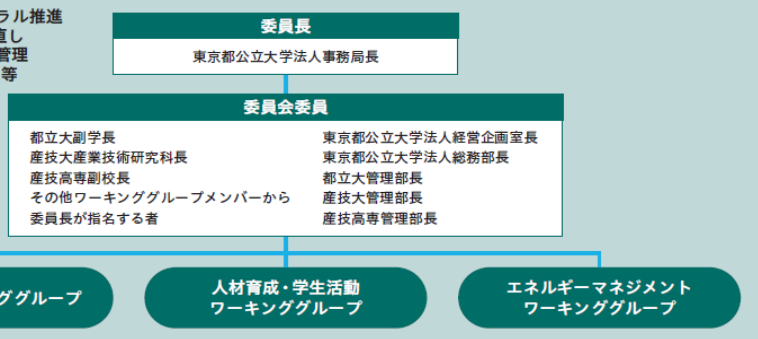 ラル推進
直し
管理
等
委員長
東京都公立大学法人事務局長
委員会委員
都立大副学長
産技大産業技術研究科長
産技高専副校長
その他ワーキンググループメンバーから
委員長が指名する者
東京都公立大学法人経営企画室長
東京都公立大学法人総務部長
都立大管理部長
産技大管理部長
産技高専管理部長
ググループ
人材育成・学生活動
ワーキンググループ
エネルギーマネジメント
ワーキンググループ